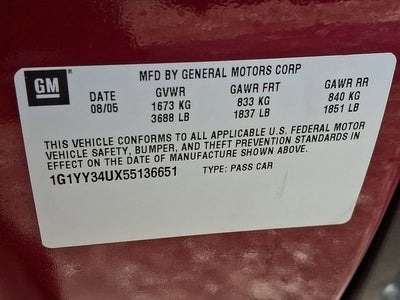 GM
MFD BY GENERAL MOTORS CORP
DATE GVWR GAWR FRT GAWR RR
08/05 1673 KG 833 KG 840 KG
3688 LB 1837 LB 1851 LB
THIS VEHICLE CONFORMS TO ALL APPLICABLE U.S. FEDERAL MOTOR
VEHICLE SAFETY, BUMPER, AND THEFT PREVENTION STANDARDS IN
EFFECT ON THE DATE OF MANUFACTURE SHOWN ABOVE.
1G1YY34UX55136651 TYPE: PASS CAR